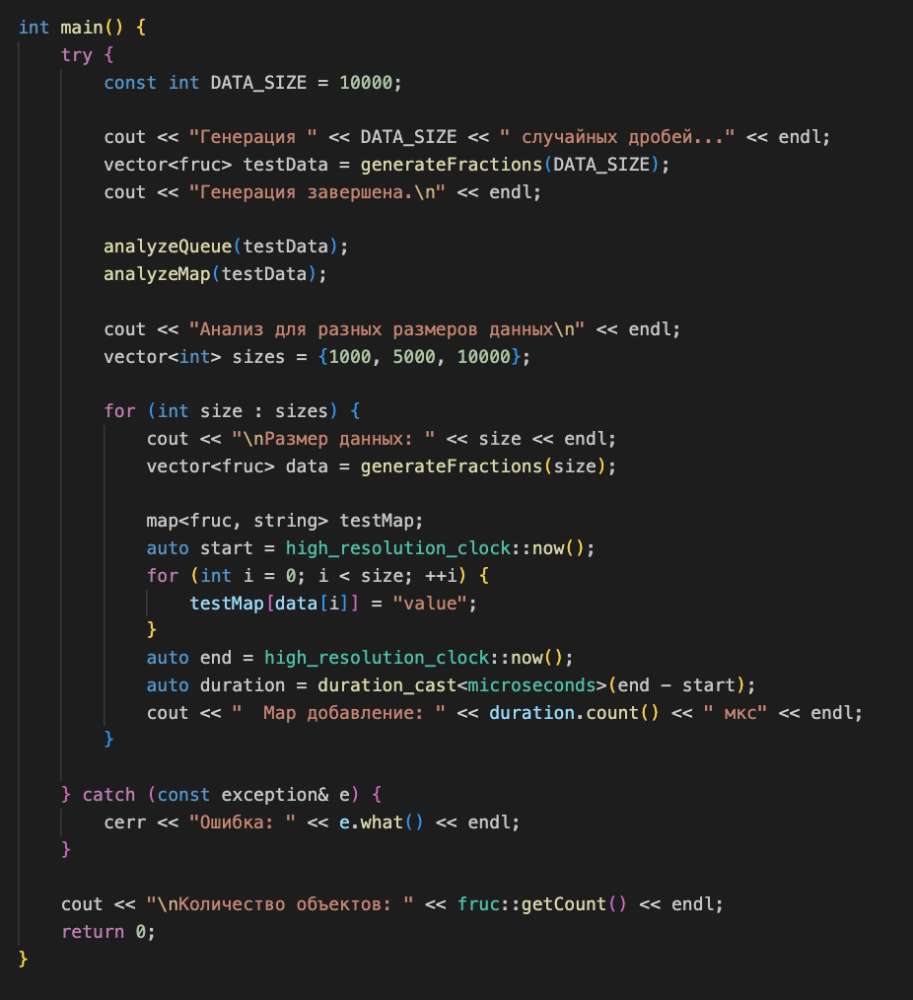 int main() {
    try {
        const int DATA_SIZE = 10000;

        cout << "Генерация " << DATA_SIZE << " случайных дробей..." << endl;
        vector<fruc> testData = generateFractions(DATA_SIZE);
        cout << "Генерация завершена.\n" << endl;

        analyzeQueue(testData);
        analyzeMap(testData);

        cout << "Анализ для разных размеров данных\n" << endl;
        vector<int> sizes = {1000, 5000, 10000};

        for (int size : sizes) {
            cout << "\nРазмер данных: " << size << endl;
            vector<fruc> data = generateFractions(size);

            map<fruc, string> testMap;
            auto start = high_resolution_clock::now();
            for (int i = 0; i < size; ++i) {
                testMap[data[i]] = "value";
            }
            auto end = high_resolution_clock::now();
            auto duration = duration_cast<microseconds>(end - start);
            cout << "  Map добавление: " << duration.count() << " мкс" << endl;
        }

    } catch (const exception& e) {
        cerr << "Ошибка: " << e.what() << endl;
    }

    cout << "\nКоличество объектов: " << fruc::getCount() << endl;
    return 0;
}